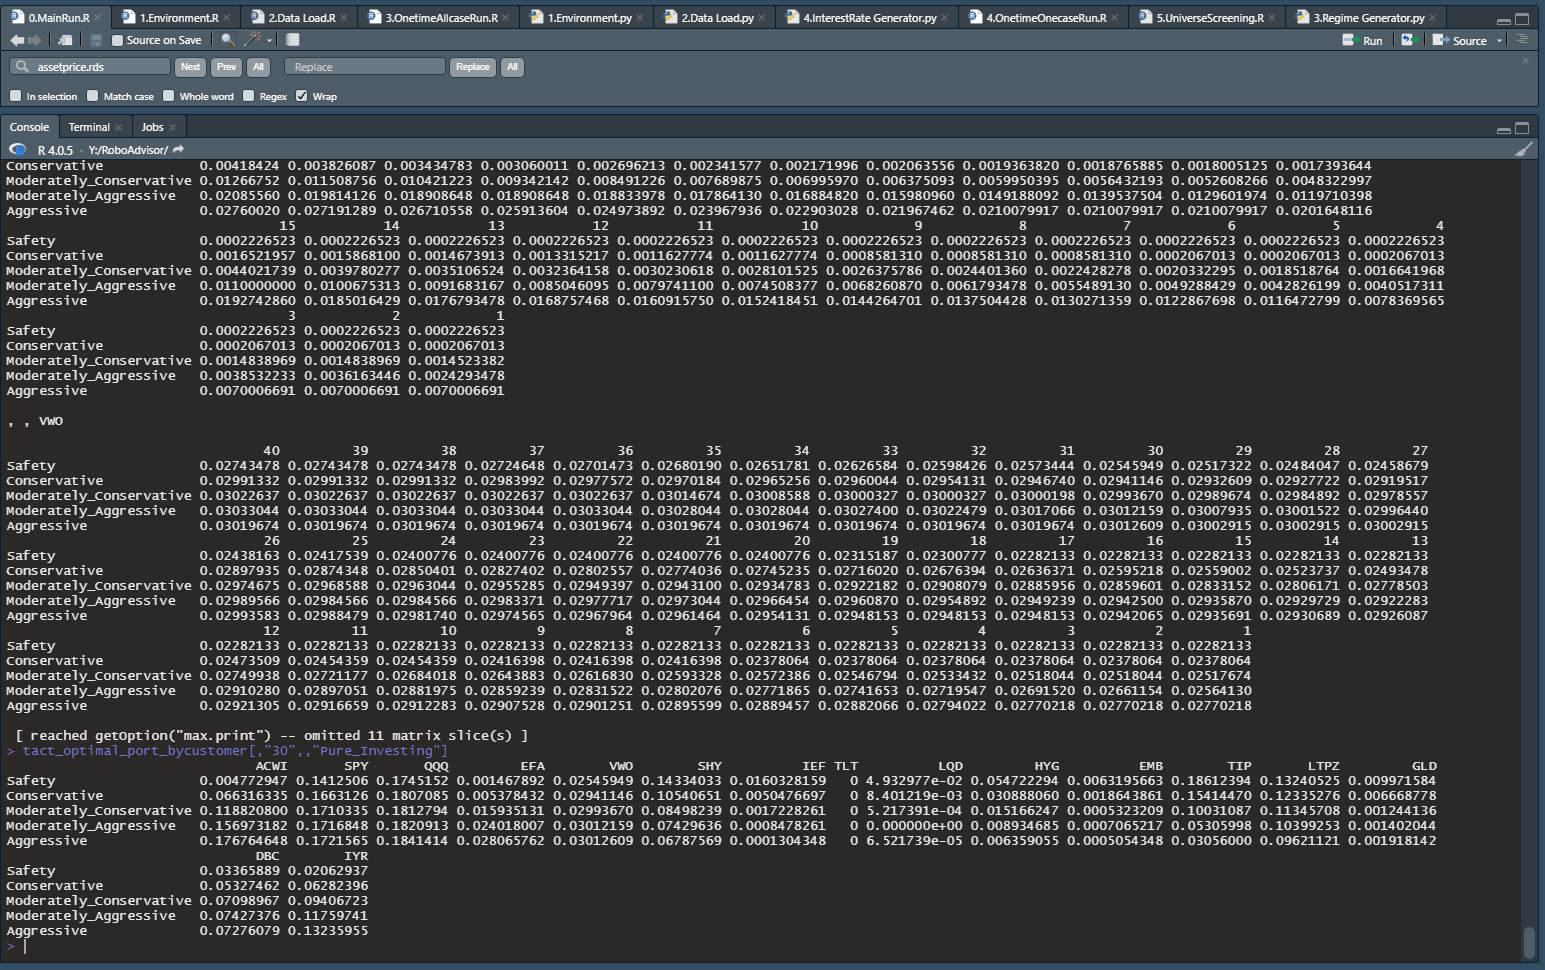 0.MainRun.R × 1.Environment.R × 2.Data Load.R × 3.OnetimeAllcaseRun.R × 1.Environment.py × 2.Data Load.py × 4.InterestRate Generator.py × 4.OnetimeOnecaseRun.R × 5.UniverseScreening.R × 3.Regime Generator.py ×
Source on Save Run Source
assetprice.rds Next Prev All Replace Replace All
In selection Match case Whole word Regex Wrap
Console Terminal × Jobs ×
R 4.0.5 · Y:/RoboAdvisor/
Conservative 0.00418424 0.003826087 0.003434783 0.003060011 0.002696213 0.002341577 0.002171996 0.002063556 0.0019363820 0.0018765885 0.0018005125 0.0017393644
Moderately_Conservative 0.01266752 0.011508756 0.010421223 0.009342142 0.008491226 0.007689875 0.006995970 0.006375093 0.0059950395 0.0056432193 0.0052608266 0.0048322997
Moderately_Aggressive 0.02085560 0.019814126 0.018908648 0.018908648 0.018833978 0.017864130 0.016884820 0.015980960 0.0149188092 0.0139537504 0.0129601974 0.0119710398
Aggressive 0.02760020 0.027191289 0.026710558 0.025913604 0.024973892 0.023967936 0.022903028 0.021967462 0.0210079917 0.0210079917 0.0210079917 0.0201648116
15 14 13 12 11 10 9 8 7 6 5 4
Safety 0.0002226523 0.0002226523 0.0002226523 0.0002226523 0.0002226523 0.0002226523 0.0002226523 0.0002226523 0.0002226523 0.0002226523 0.0002226523 0.0002226523
Conservative 0.0016521957 0.0015868100 0.0014673913 0.0013315217 0.0011627774 0.0011627774 0.0008581310 0.0008581310 0.0008581310 0.0002067013 0.0002067013 0.0002067013
Moderately_Conservative 0.0044021739 0.0039780277 0.0035106524 0.0032364158 0.0030230618 0.0028101525 0.0026375786 0.0024401360 0.0022428278 0.0020332295 0.0018518764 0.0016641968
Moderately_Aggressive 0.0110000000 0.0100675313 0.0091683167 0.0085046095 0.0079741100 0.0074508377 0.0068260870 0.0061793478 0.0055489130 0.0049288429 0.0042826199 0.0040517311
Aggressive 0.0192742860 0.0185016429 0.0176793478 0.0168757468 0.0160915750 0.0152418451 0.0144264701 0.0137504428 0.0130271359 0.0122867698 0.0116472799 0.0078369565
3 2 1
Safety 0.0002226523 0.0002226523 0.0002226523
Conservative 0.0002067013 0.0002067013 0.0002067013
Moderately_Conservative 0.0014838969 0.0014838969 0.0014523382
Moderately_Aggressive 0.0038532233 0.0036163446 0.0024293478
Aggressive 0.0070006691 0.0070006691 0.0070006691
, , VWO
40 39 38 37 36 35 34 33 32 31 30 29 28 27
Safety 0.02743478 0.02743478 0.02743478 0.02724648 0.02701473 0.02680190 0.02651781 0.02626584 0.02598426 0.02573444 0.02545949 0.02517322 0.02484047 0.02458679
Conservative 0.02991332 0.02991332 0.02991332 0.02983992 0.02977572 0.02970184 0.02965256 0.02960044 0.02954131 0.02946740 0.02941146 0.02932609 0.02927722 0.02919517
Moderately_Conservative 0.03022637 0.03022637 0.03022637 0.03022637 0.03022637 0.03014674 0.03008588 0.03000327 0.03000327 0.03000198 0.02993670 0.02989674 0.02984892 0.02978557
Moderately_Aggressive 0.03033044 0.03033044 0.03033044 0.03033044 0.03033044 0.03028044 0.03028044 0.03027400 0.03022479 0.03017066 0.03012159 0.03007935 0.03001522 0.02996440
Aggressive 0.03019674 0.03019674 0.03019674 0.03019674 0.03019674 0.03019674 0.03019674 0.03019674 0.03019674 0.03019674 0.03012609 0.03002915 0.03002915 0.03002915
26 25 24 23 22 21 20 19 18 17 16 15 14 13
Safety 0.02438163 0.02417539 0.02400776 0.02400776 0.02400776 0.02400776 0.02400776 0.02315187 0.02300777 0.02282133 0.02282133 0.02282133 0.02282133 0.02282133
Conservative 0.02897935 0.02874348 0.02850401 0.02827402 0.02802557 0.02774036 0.02745235 0.02716020 0.02676394 0.02636371 0.02595218 0.02559002 0.02523737 0.02493478
Moderately_Conservative 0.02974675 0.02968588 0.02963044 0.02955285 0.02949397 0.02943100 0.02934783 0.02922182 0.02908079 0.02885956 0.02859601 0.02833152 0.02806171 0.02778503
Moderately_Aggressive 0.02989566 0.02984566 0.02984566 0.02983371 0.02977717 0.02973044 0.02966454 0.02960870 0.02954892 0.02949239 0.02942500 0.02935870 0.02929729 0.02922283
Aggressive 0.02993583 0.02988479 0.02981740 0.02974565 0.02967964 0.02961464 0.02954131 0.02948153 0.02948153 0.02948153 0.02942065 0.02935691 0.02930689 0.02926087
12 11 10 9 8 7 6 5 4 3 2 1
Safety 0.02282133 0.02282133 0.02282133 0.02282133 0.02282133 0.02282133 0.02282133 0.02282133 0.02282133 0.02282133 0.02282133 0.02282133
Conservative 0.02473509 0.02454359 0.02454359 0.02416398 0.02416398 0.02416398 0.02378064 0.02378064 0.02378064 0.02378064 0.02378064 0.02378064
Moderately_Conservative 0.02749938 0.02721177 0.02684018 0.02643883 0.02616830 0.02593328 0.02572386 0.02546794 0.02533432 0.02518044 0.02518044 0.02517674
Moderately_Aggressive 0.02910280 0.02897051 0.02881975 0.02859239 0.02831522 0.02802076 0.02771865 0.02741653 0.02719547 0.02691520 0.02661154 0.02564130
Aggressive 0.02921305 0.02916659 0.02912283 0.02907528 0.02901251 0.02895599 0.02889457 0.02882066 0.02794022 0.02770218 0.02770218 0.02770218
[ reached getOption("max.print") -- omitted 11 matrix slice(s) ]
> tact_optimal_port_bycustomer[,"30",,"Pure_Investing"]
ACWI SPY QQQ EFA VWO SHY IEF TLT LQD HYG EMB TIP LTPZ GLD
Safety 0.004772947 0.1412506 0.1745152 0.001467892 0.02545949 0.14334033 0.0160328159 0 4.932977e-02 0.054722294 0.0063195663 0.18612394 0.13240525 0.009971584
Conservative 0.066316335 0.1663126 0.1807085 0.005378432 0.02941146 0.10540651 0.0050476697 0 8.401219e-03 0.030888060 0.0018643861 0.15414470 0.12335276 0.006668778
Moderately_Conservative 0.118820800 0.1710335 0.1812794 0.015935131 0.02993670 0.08498239 0.0017228261 0 5.217391e-04 0.015166247 0.0005323209 0.10031087 0.11345708 0.001244136
Moderately_Aggressive 0.156973182 0.1716848 0.1820913 0.024018007 0.03012159 0.07429636 0.0008478261 0 0.000000e+00 0.008934685 0.0007065217 0.05305998 0.10399253 0.001402044
Aggressive 0.176764648 0.1721565 0.1841414 0.028065762 0.03012609 0.06787569 0.0001304348 0 6.521739e-05 0.006359055 0.0005054348 0.03056000 0.09621121 0.001918142
DBC IYR
Safety 0.03365889 0.02062937
Conservative 0.05327462 0.06282396
Moderately_Conservative 0.07098967 0.09406723
Moderately_Aggressive 0.07427376 0.11759741
Aggressive 0.07276079 0.13235955
>